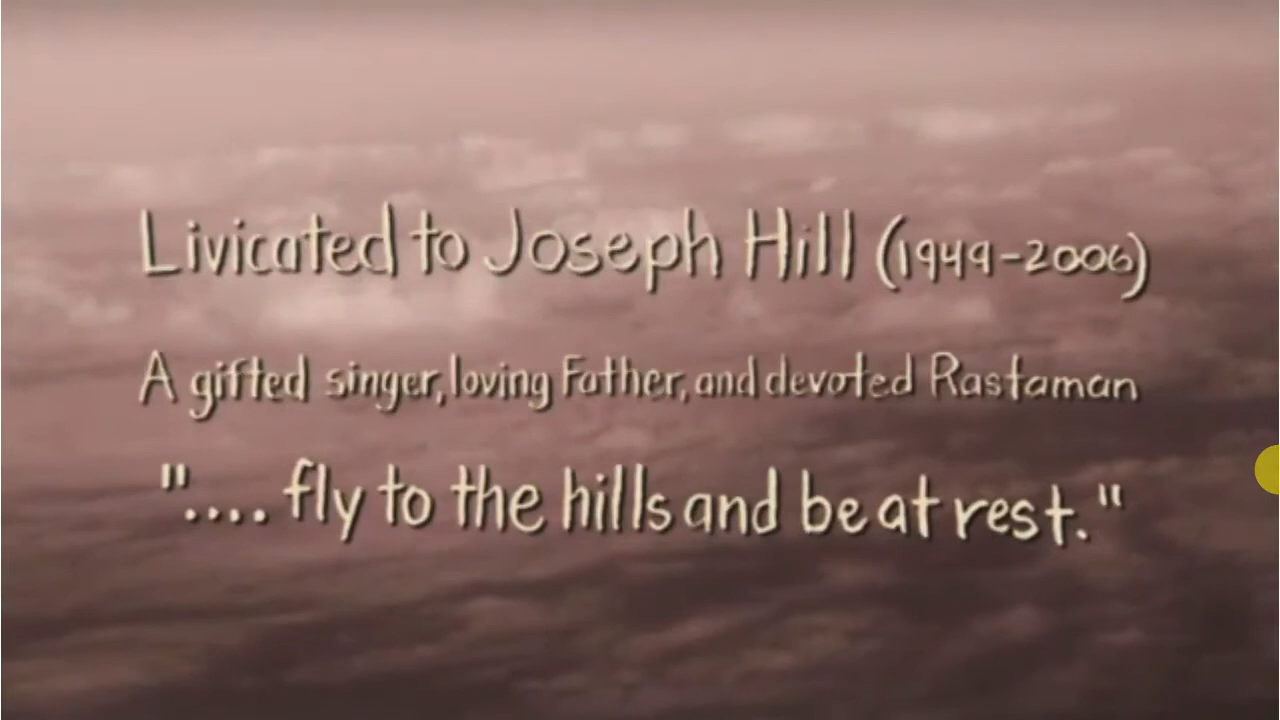 Livicated to Joseph Hill (1949-2006)
A gifted singer, loving Father, and devoted Rastaman
".... fly to the hills and be at rest."